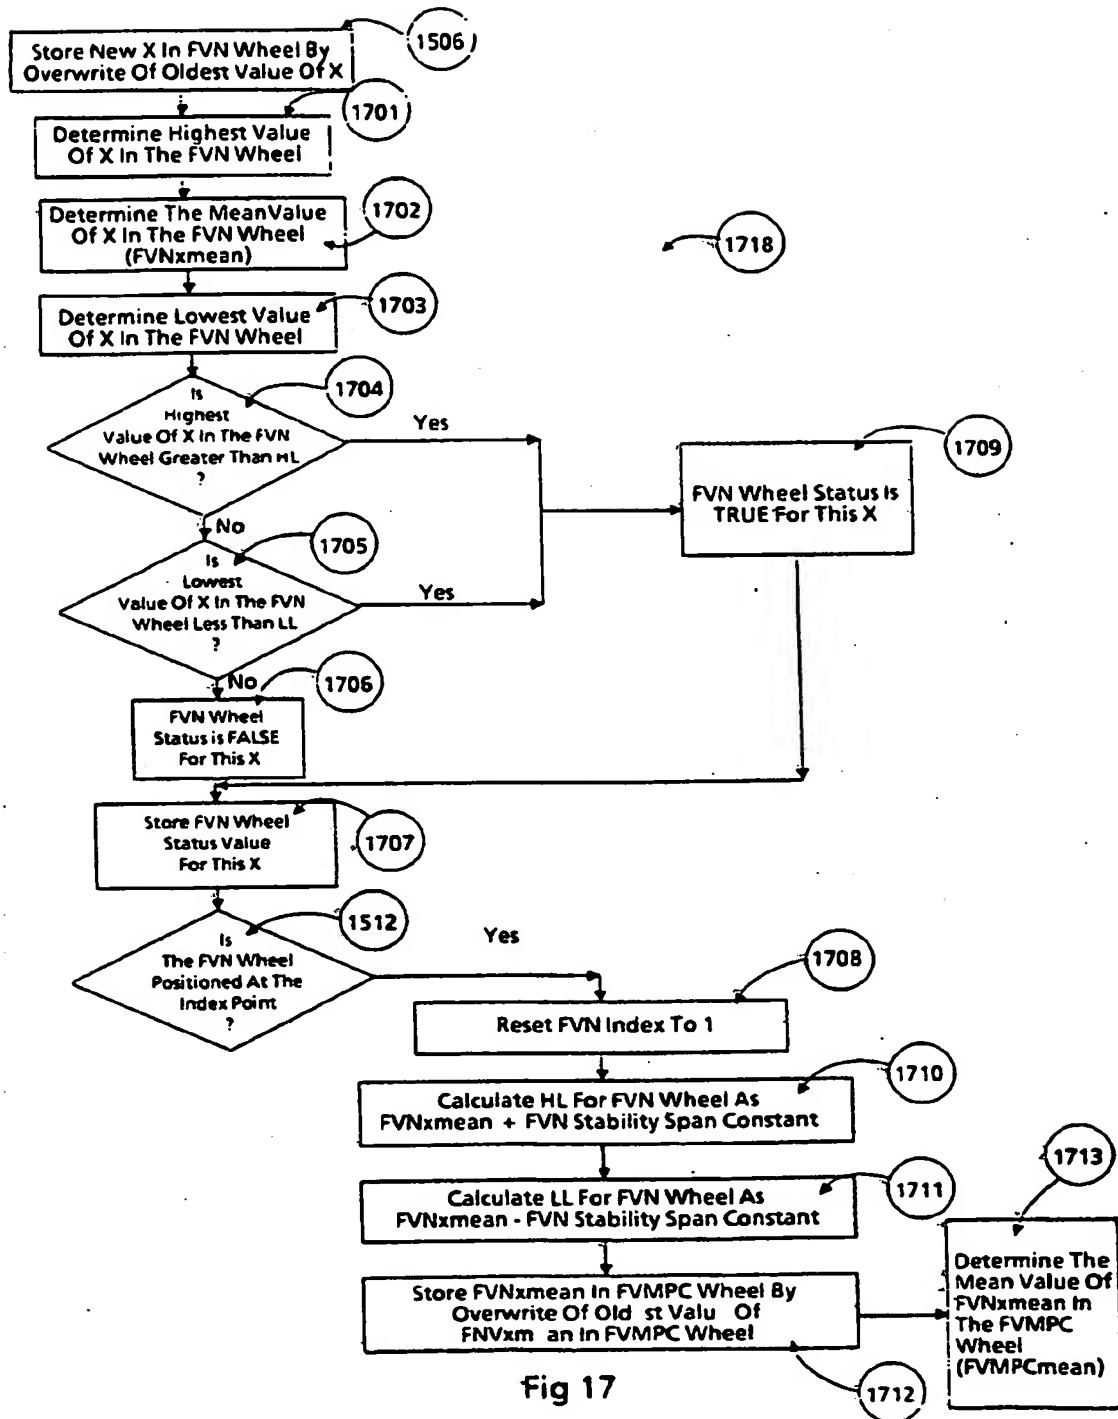 1506
Store New X In FVN Wheel By
Overwrite Of Oldest Value Of X
1701
Determine Highest Value
Of X In The FVN Wheel
1702
Determine The MeanValue
Of X In The FVN Wheel
(FVNxmean)
1718
1703
Determine Lowest Value
Of X In The FVN Wheel
1704
Is
Highest
Value Of X In The FVN
Wheel Greater Than HL
?
Yes
1709
FVN Wheel Status Is
TRUE For This X
No
1705
Is
Lowest
Value Of X In The FVN
Wheel Less Than LL
?
Yes
No
1706
FVN Wheel
Status is FALSE
For This X
Store FVN Wheel
Status Value
For This X
1707
1512
Is
The FVN Wheel
Positioned At The
Index Point
?
Yes
1708
Reset FVN Index To 1
1710
Calculate HL For FVN Wheel As
FVNxmean + FVN Stability Span Constant
1711
Calculate LL For FVN Wheel As
FVNxmean - FVN Stability Span Constant
1713
Store FVNxmean In FVMPC Wheel By
Overwrite Of Old st Valu Of
FNVxm an In FVMPC Wheel
Determine The
Mean Value Of
FVNxmean In
The FVMPC
Wheel
(FVMPCmean)
1712
Fig 17